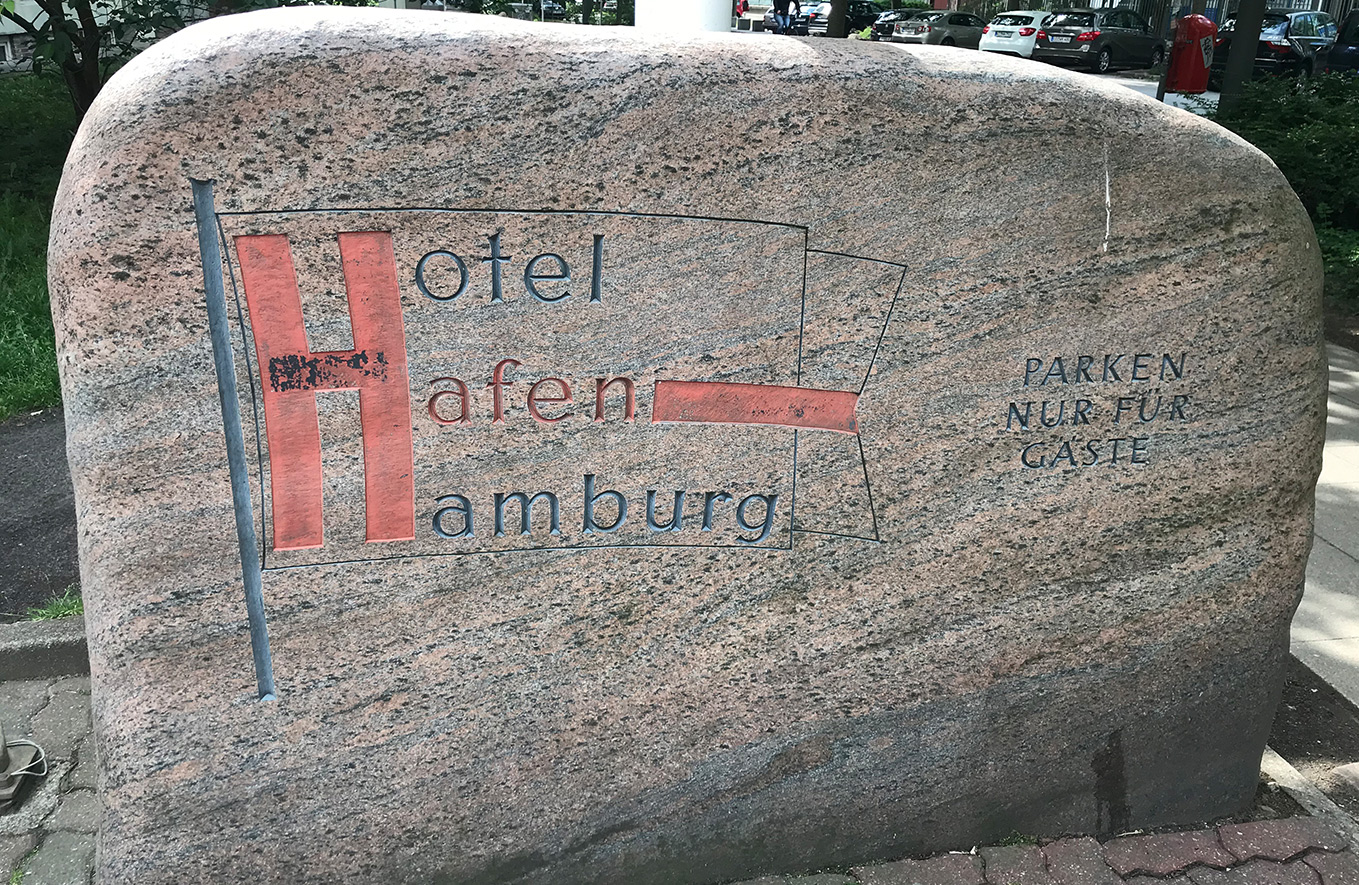 Hotel
Hafen
Hamburg
PARKEN
NUR FÜR
GÄSTE